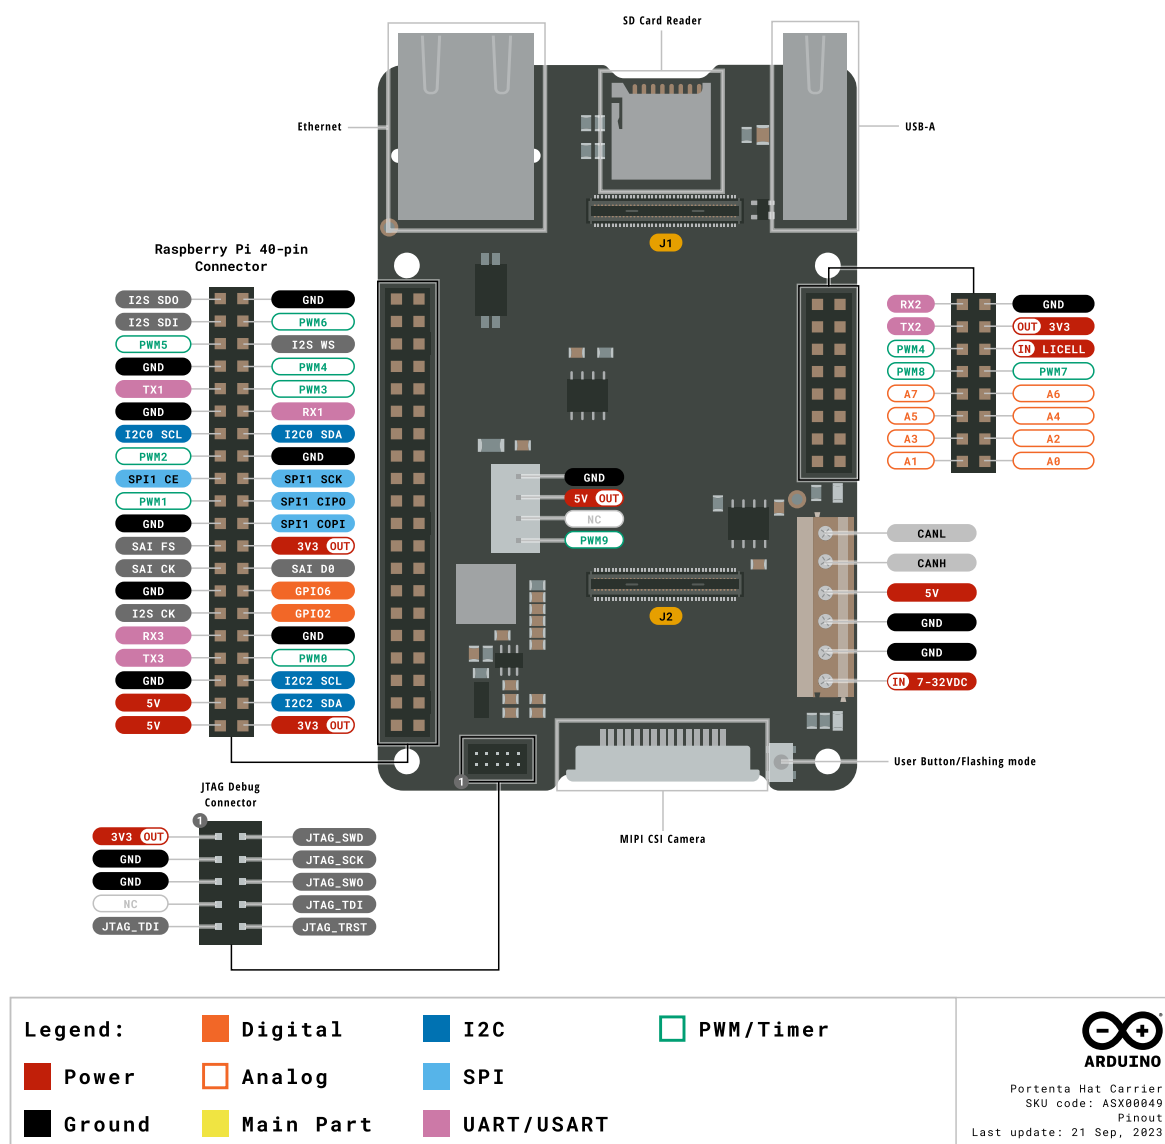 SD Card Reader
Ethernet
USB-A
J1
Raspberry Pi 40-pin
Connector
I2S SDO
GND
I2S SDI
PWM6
PWM5
I2S WS
GND
PWM4
TX1
PWM3
GND
RX1
I2C0 SCL
I2C0 SDA
PWM2
GND
SPI1 CE
SPI1 SCK
PWM1
SPI1 CIPO
GND
SPI1 COPI
SAI FS
3V3 OUT
SAI CK
SAI D0
GND
GPIO6
I2S CK
GPIO2
RX3
GND
TX3
PWM0
GND
I2C2 SCL
5V
I2C2 SDA
5V
3V3 OUT
RX2
GND
TX2
OUT 3V3
PWM4
IN LICELL
PWM8
PWM7
A7
A6
A5
A4
A3
A2
A1
A0
GND
5V OUT
NC
PWM9
J2
CANL
CANH
5V
GND
GND
IN 7-32VDC
User Button/Flashing mode
MIPI CSI Camera
1
JTAG Debug
Connector
1
3V3 OUT
JTAG_SWD
GND
JTAG_SCK
GND
JTAG_SWO
NC
JTAG_TDI
JTAG_TDI
JTAG_TRST
Legend:
Digital
I2C
PWM/Timer
Power
Analog
SPI
Ground
Main Part
UART/USART
ARDUINO
Portenta Hat Carrier
SKU code: ASX00049
Pinout
Last update: 21 Sep, 2023